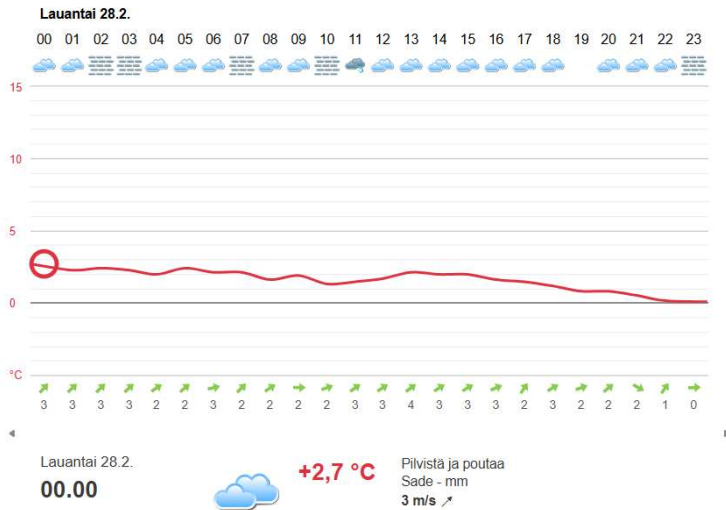 Lauantai 28.2.
00 01 02 03 04 05 06 07 08 09 10 11 12 13 14 15 16 17 18 19 20 21 22 23
15
10
5
0
°C
3 3 3 3 2 2 3 2 2 2 2 3 3 4 3 3 3 2 3 2 2 2 1 0
Lauantai 28.2.
00.00
+2,7 °C
Pilvistä ja poutaa
Sade - mm
3 m/s